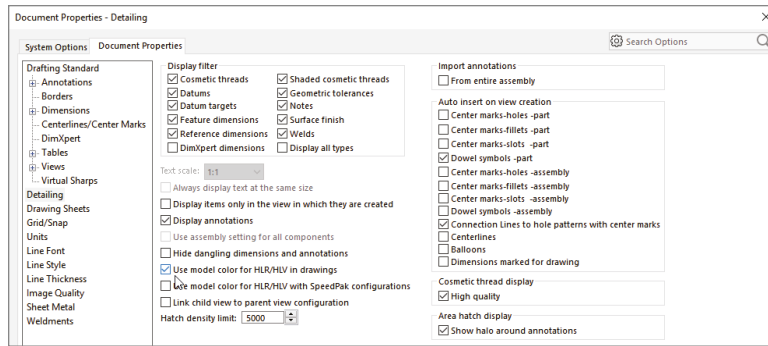 Document Properties - Detailing
System Options
Document Properties
Search Options
Drafting Standard
Annotations
Borders
Dimensions
Centerlines/Center Marks
DimXpert
Tables
Views
Virtual Sharps
Detailing
Drawing Sheets
Grid/Snap
Units
Line Font
Line Style
Line Thickness
Image Quality
Sheet Metal
Weldments
Display filter
Cosmetic threads
Shaded cosmetic threads
Datums
Geometric tolerances
Datum targets
Notes
Feature dimensions
Surface finish
Reference dimensions
Welds
DimXpert dimensions
Display all types
Text scale: 1:1
Always display text at the same size
Display items only in the view in which they are created
Display annotations
Use assembly setting for all components
Hide dangling dimensions and annotations
Use model color for HLR/HLV in drawings
Use model color for HLR/HLV with SpeedPak configurations
Link child view to parent view configuration
Hatch density limit: 5000
Import annotations
From entire assembly
Auto insert on view creation
Center marks-holes -part
Center marks-fillets -part
Center marks-slots -part
Dowel symbols -part
Center marks-holes -assembly
Center marks-fillets -assembly
Center marks-slots -assembly
Dowel symbols -assembly
Connection Lines to hole patterns with center marks
Centerlines
Balloons
Dimensions marked for drawing
Cosmetic thread display
High quality
Area hatch display
Show halo around annotations